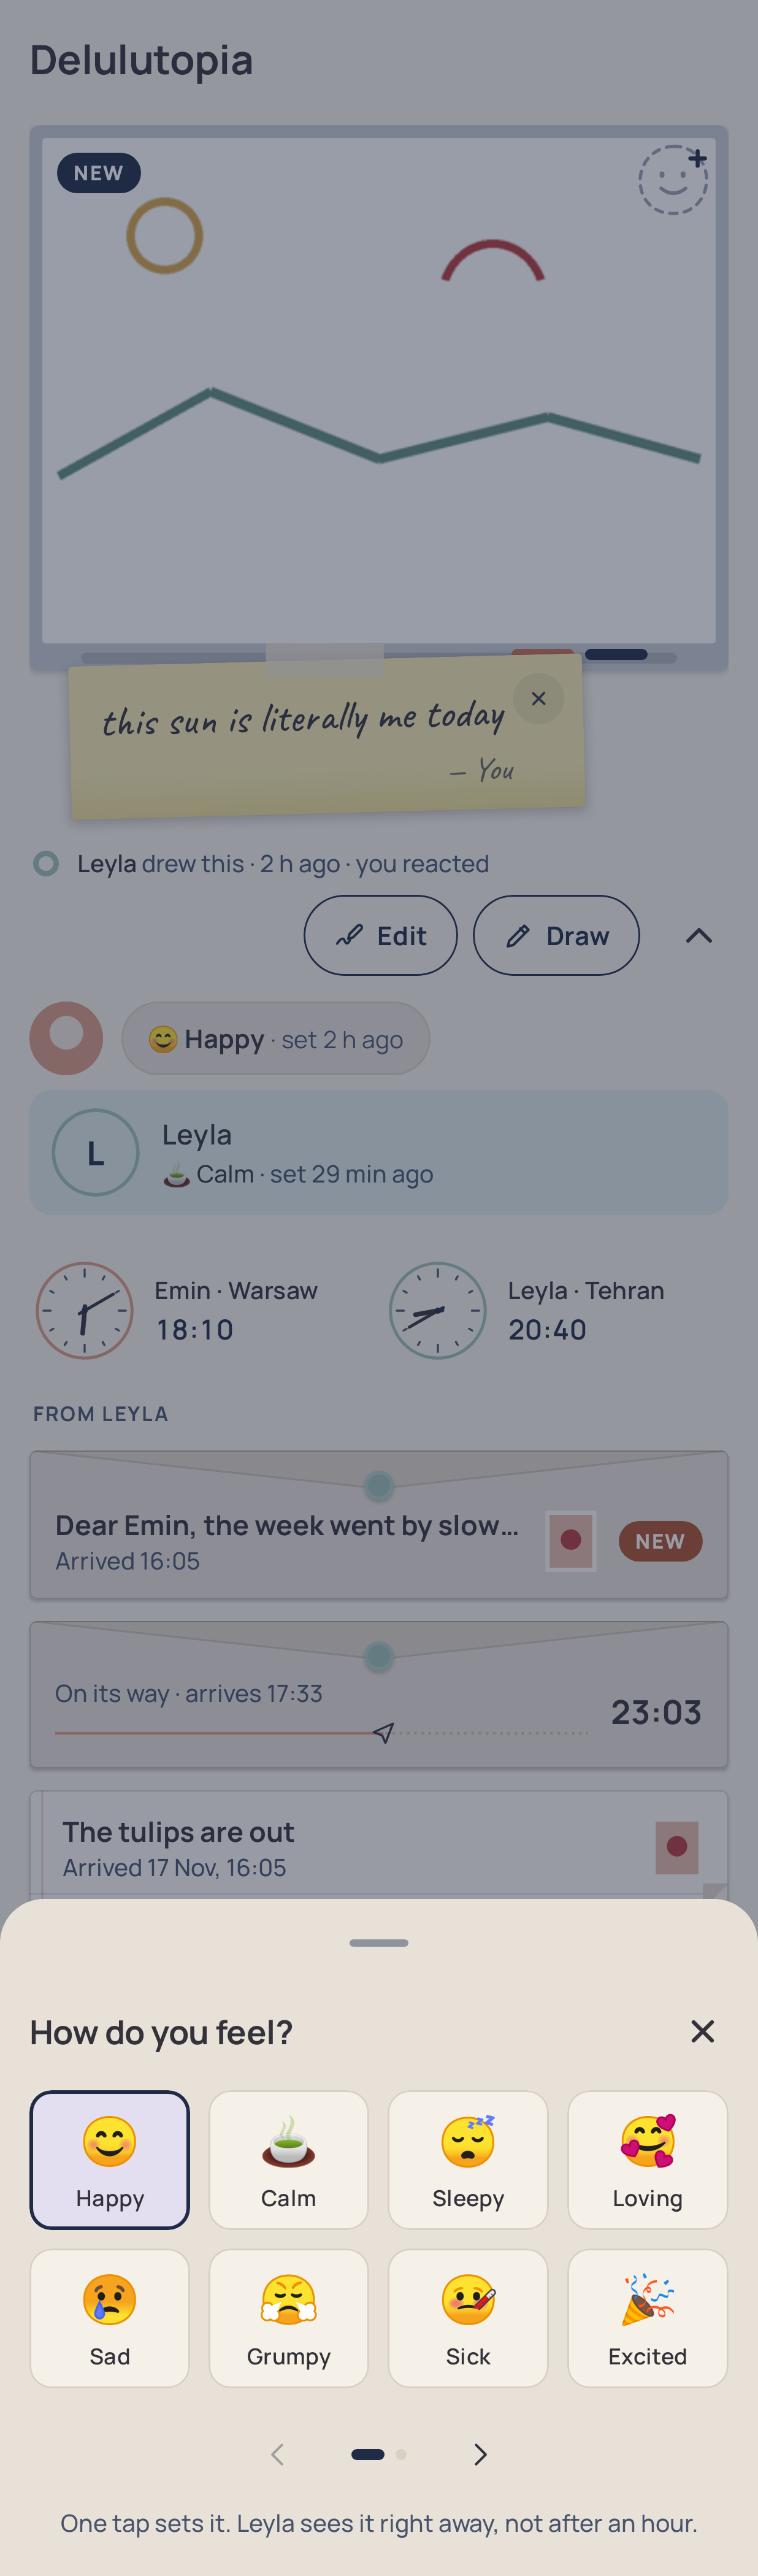 Delulutopia
NEW
this sun is literally me today
– You
Leyla drew this · 2 h ago · you reacted
Edit
Draw
😊 Happy · set 2 h ago
L
Leyla
🍵 Calm · set 29 min ago
Emin · Warsaw
18:10
Leyla · Tehran
20:40
FROM LEYLA
Dear Emin, the week went by slow…
Arrived 16:05
NEW
On its way · arrives 17:33
23:03
The tulips are out
Arrived 17 Nov, 16:05
How do you feel?
Happy
Calm
Sleepy
Loving
Sad
Grumpy
Sick
Excited
One tap sets it. Leyla sees it right away, not after an hour.